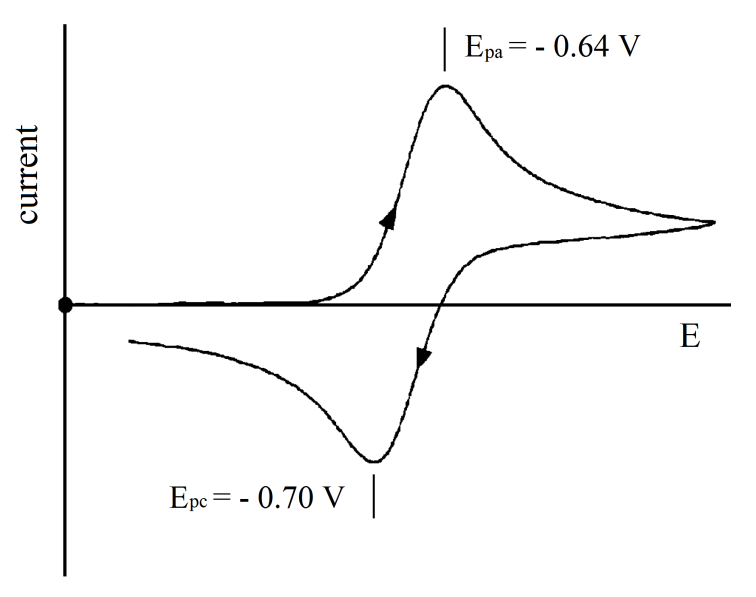 Epa = - 0.64 V
current
E
Epc = - 0.70 V